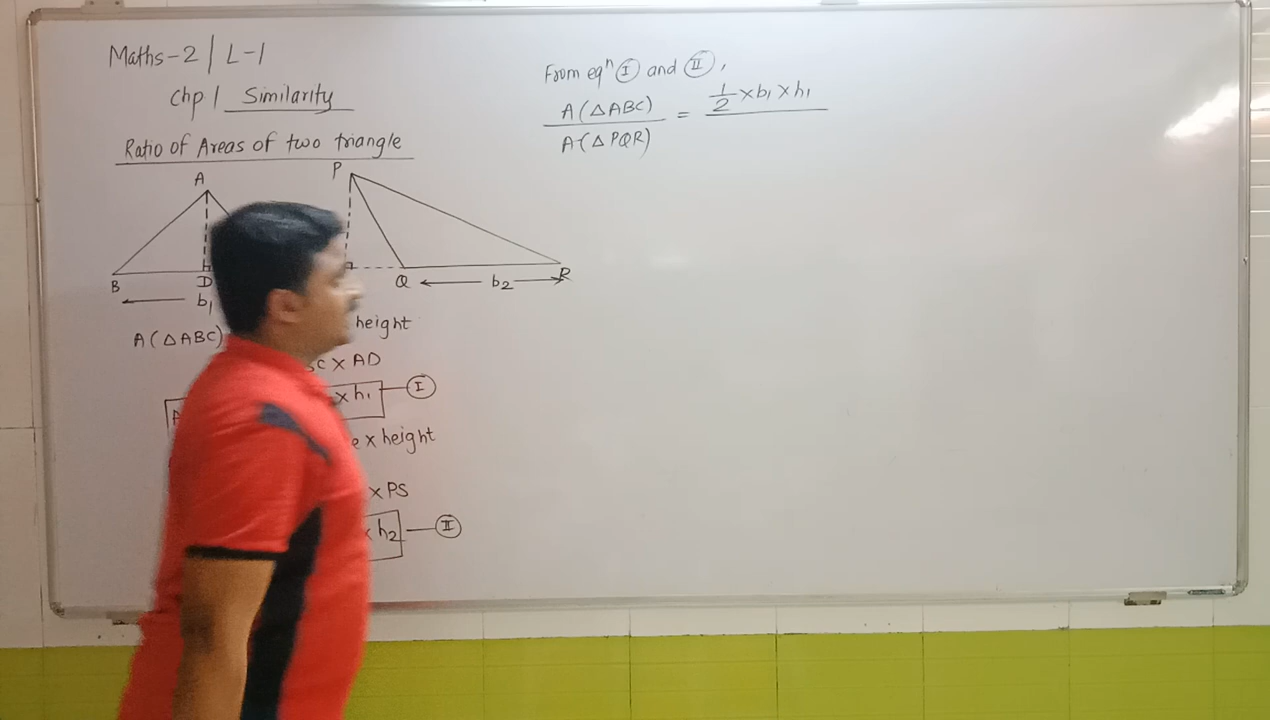 Maths-2 | L-1
Chp 1 Similarity
Ratio of Areas of two triangle
A P
B D Q R
b₁ b₂
A(△ABC) height
× AD
× h₁ Ⅰ
× height
× PS
h₂ Ⅱ
From eqⁿ Ⅰ and Ⅱ,
A(△ABC) = 1/2 × b₁ × h₁
A(△PQR)